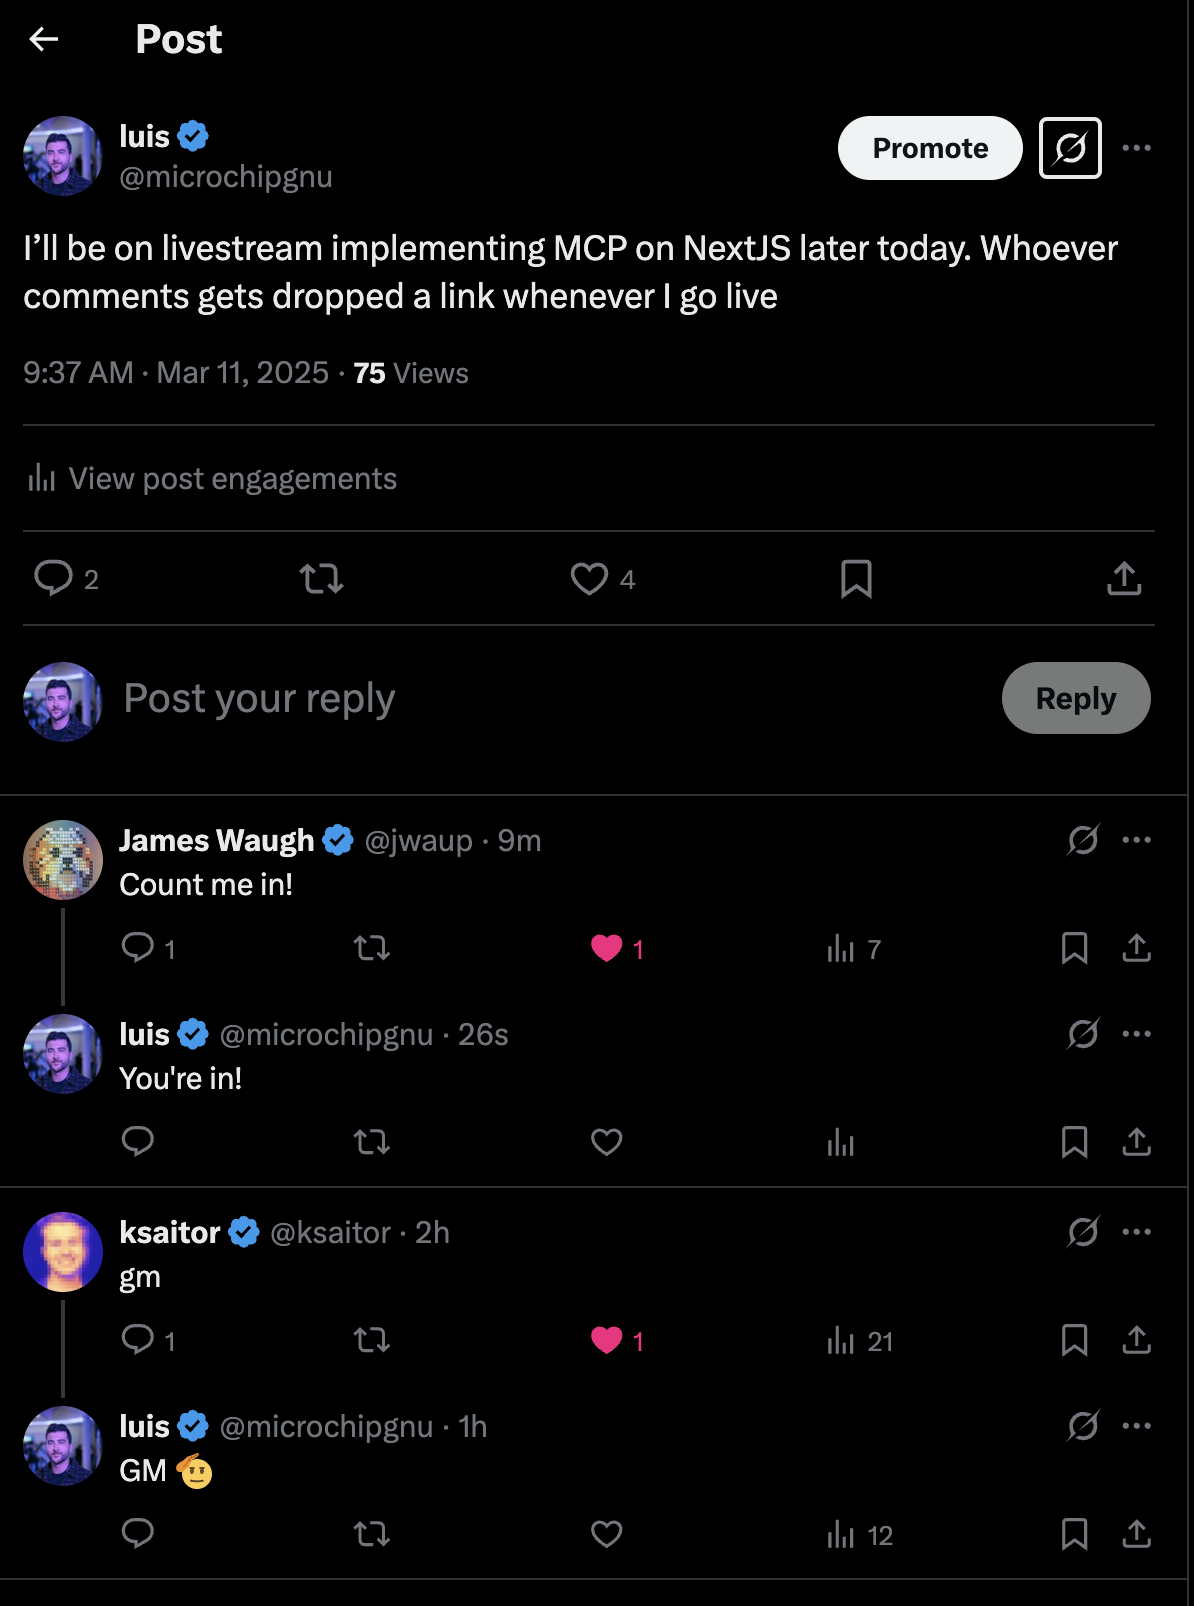 Post
luis
Promote
@microchipgnu
I’ll be on livestream implementing MCP on NextJS later today. Whoever
comments gets dropped a link whenever I go live
9:37 AM · Mar 11, 2025 · 75 Views
View post engagements
2
4
Post your reply
Reply
James Waugh @jwaup · 9m
Count me in!
1
1
7
luis @microchipgnu · 26s
You're in!
ksaitor @ksaitor · 2h
gm
1
1
21
luis @microchipgnu · 1h
GM 🫡
12